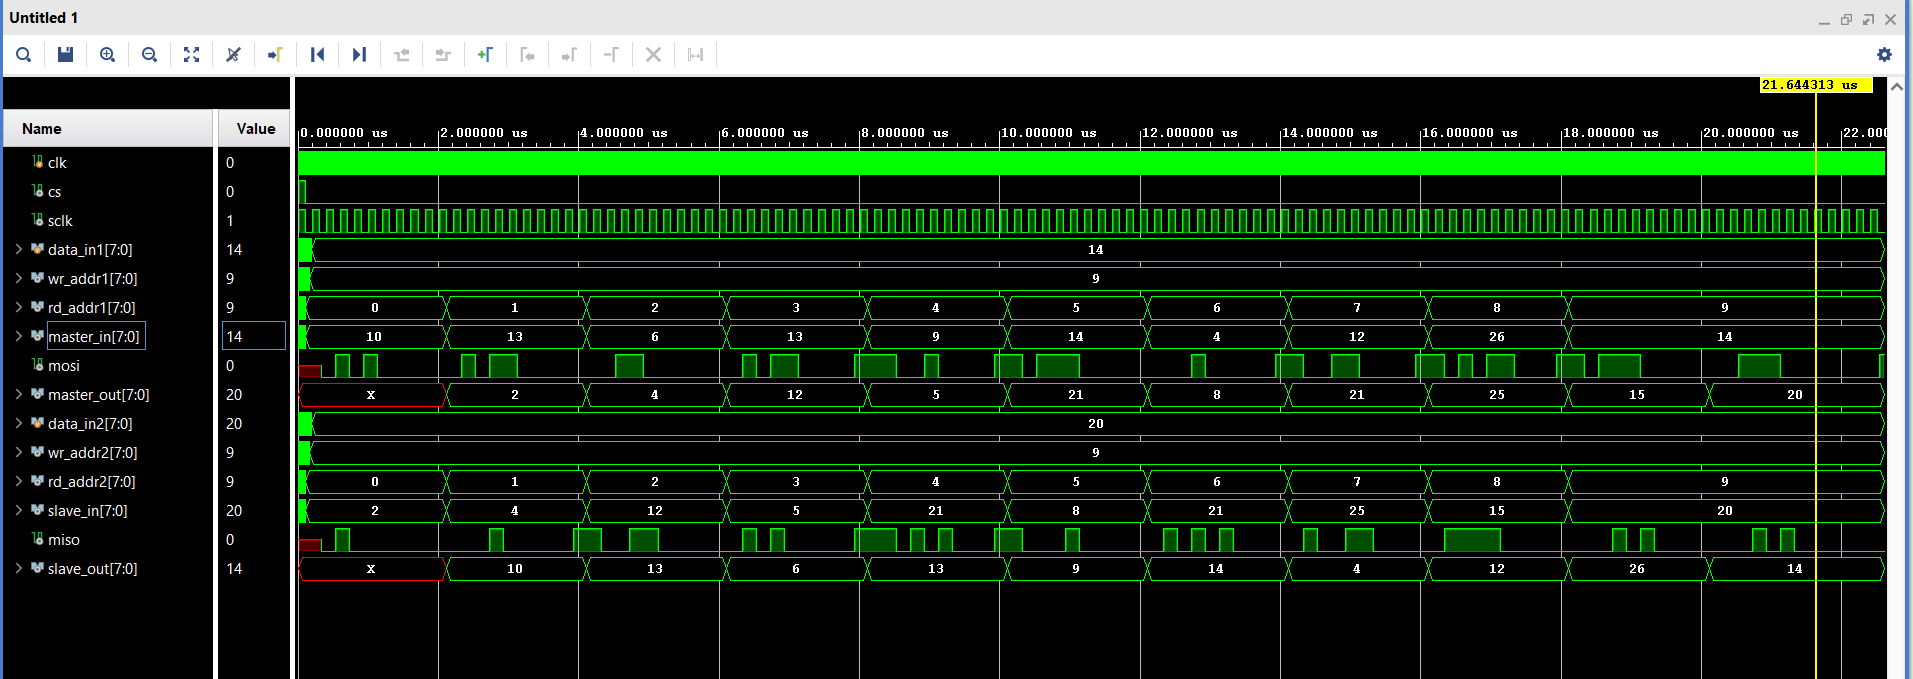 Untitled 1
21.644313 us
Name Value
0.000000 us 2.000000 us 4.000000 us 6.000000 us 8.000000 us 10.000000 us 12.000000 us 14.000000 us 16.000000 us 18.000000 us 20.000000 us 22.000
clk 0
cs 0
sclk 1
data_in1[7:0] 14 14
wr_addr1[7:0] 9 9
rd_addr1[7:0] 9 0 1 2 3 4 5 6 7 8 9
master_in[7:0] 14 10 13 6 13 9 14 4 12 26 14
mosi 0
master_out[7:0] 20 X 2 4 12 5 21 8 21 25 15 20
data_in2[7:0] 20 20
wr_addr2[7:0] 9 9
rd_addr2[7:0] 9 0 1 2 3 4 5 6 7 8 9
slave_in[7:0] 20 2 4 12 5 21 8 21 25 15 20
miso 0
slave_out[7:0] 14 X 10 13 6 13 9 14 4 12 26 14